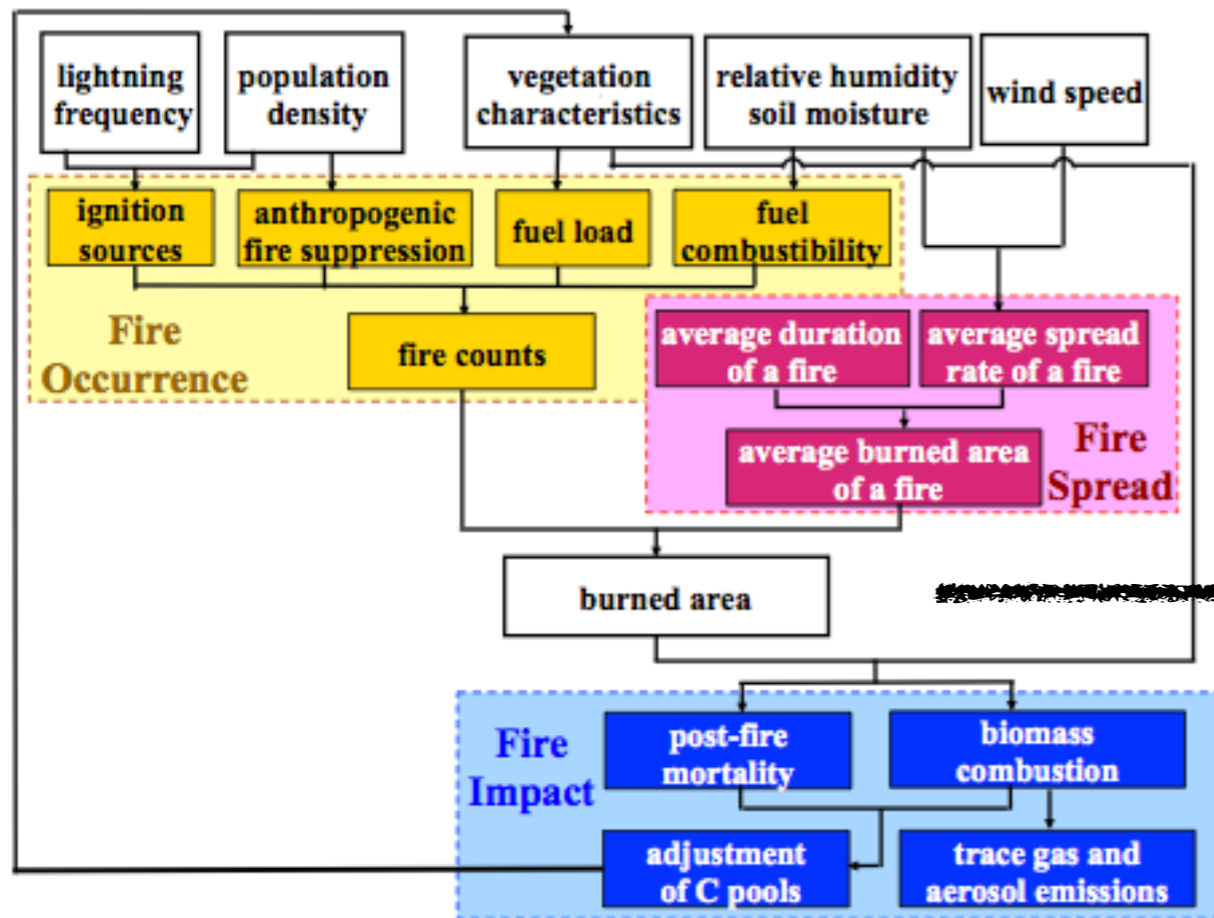 lightning
frequency
population
density
vegetation
characteristics
relative humidity
soil moisture
wind speed
ignition
sources
anthropogenic
fire suppression
fuel load
fuel
combustibility
Fire
Occurrence
fire counts
average duration
of a fire
average spread
rate of a fire
average burned area
of a fire
Fire
Spread
burned area
Fire
Impact
post-fire
mortality
biomass
combustion
adjustment
of C pools
trace gas and
aerosol emissions